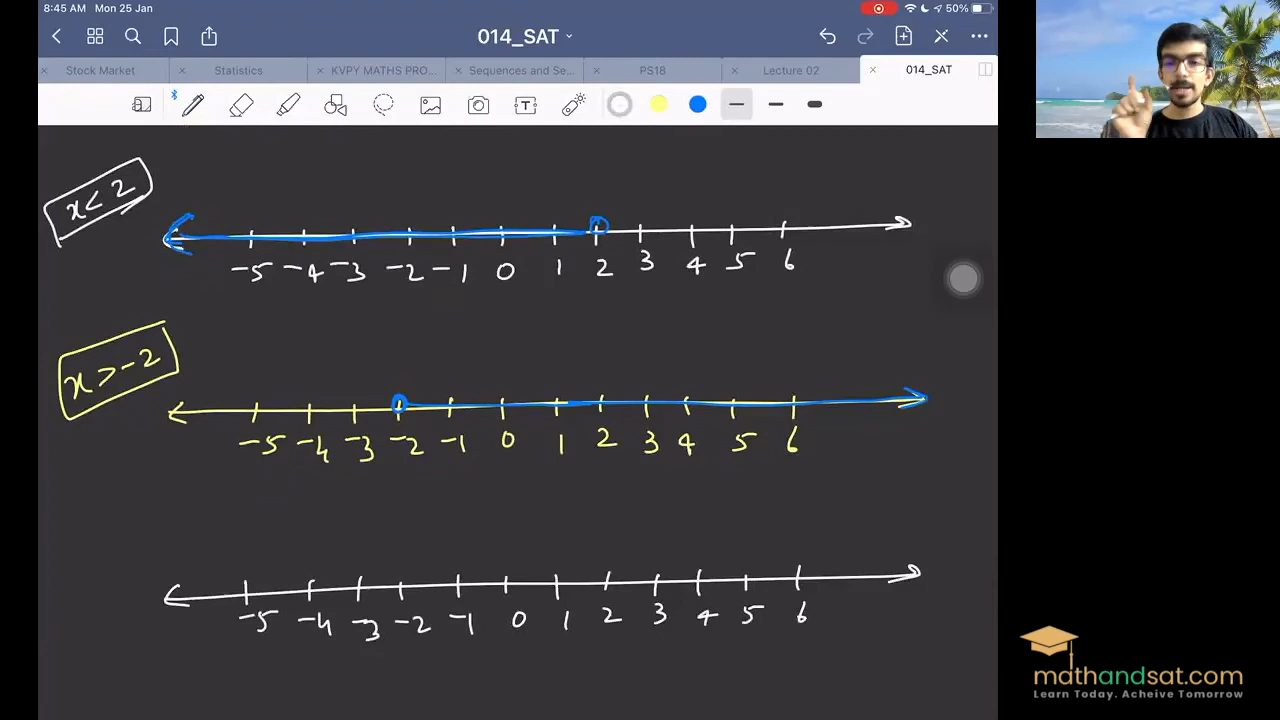 8:45 AM Mon 25 Jan
50%
014_SAT
Stock Market
Statistics
KVPY MATHS PRO...
Sequences and Se...
PS18
Lecture 02
014_SAT
T
x < 2
-5 -4 -3 -2 -1 0 1 2 3 4 5 6
x > -2
-5 -4 -3 -2 -1 0 1 2 3 4 5 6
-5 -4 -3 -2 -1 0 1 2 3 4 5 6
mathandsat.com
Learn Today. Acheive Tomorrow